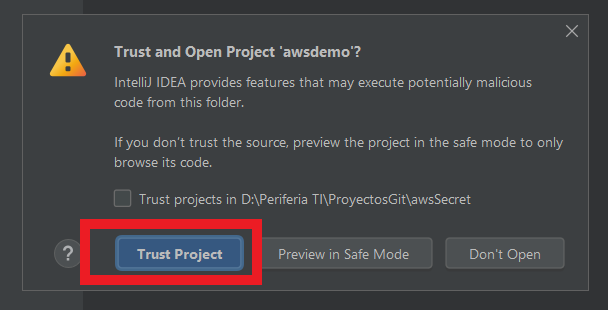 Trust and Open Project 'awsdemo'?
IntelliJ IDEA provides features that may execute potentially malicious
code from this folder.
If you don't trust the source, preview the project in the safe mode to only
browse its code.
Trust projects in D:\Periferia TI\ProyectosGit\awsSecret
? Trust Project Preview in Safe Mode Don't Open